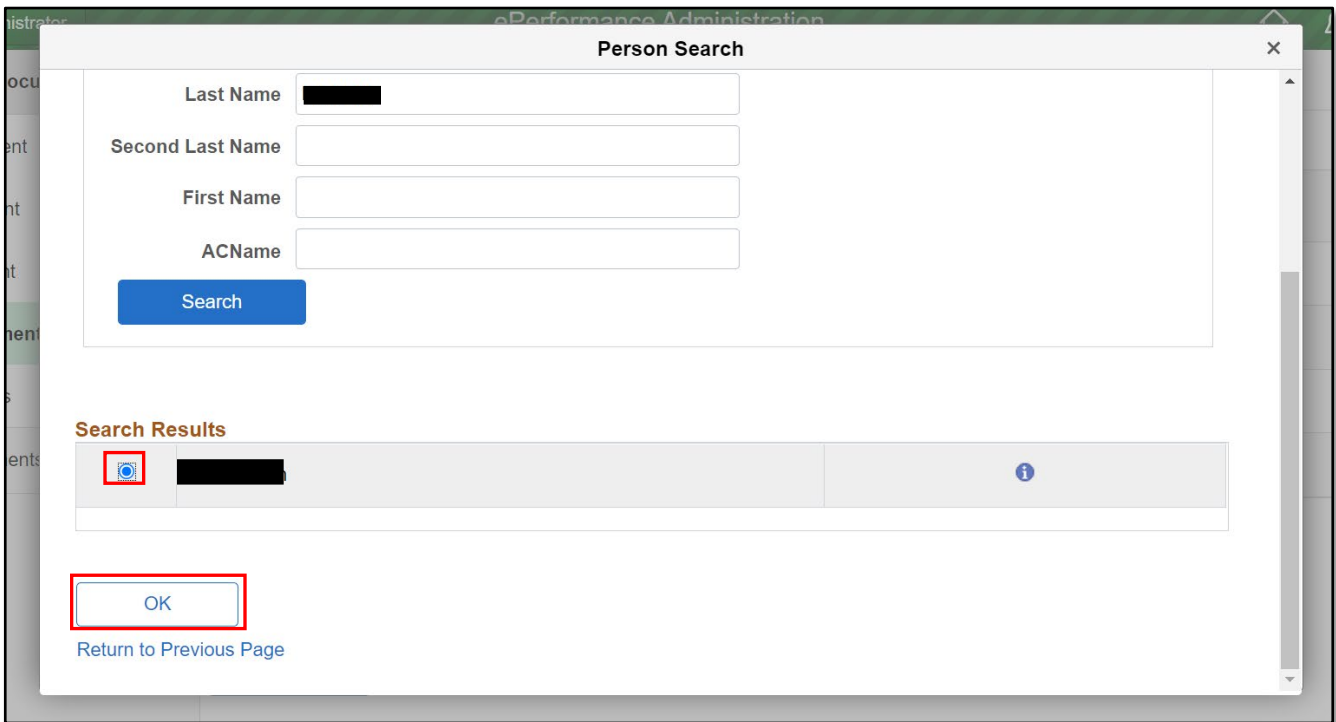 ePerformance Administration
Person Search
×
Last Name
Second Last Name
First Name
ACName
Search
Search Results
OK
Return to Previous Page